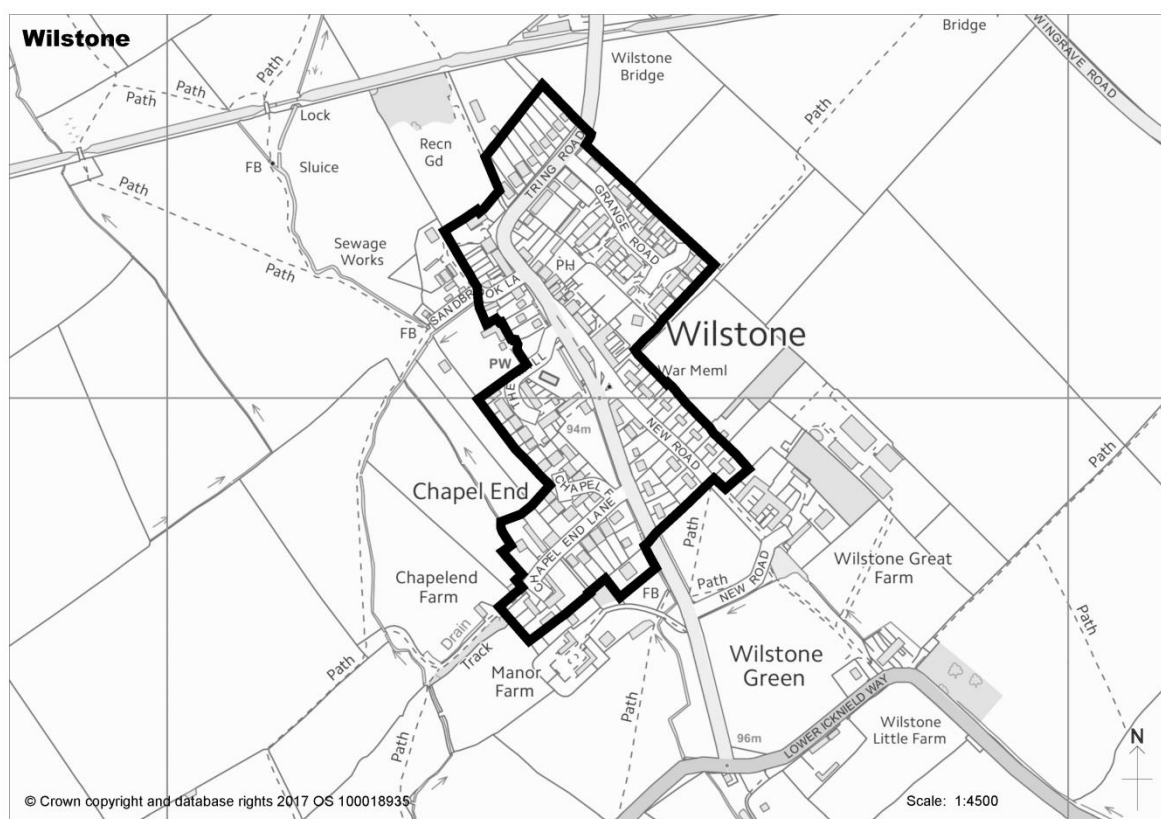 Wilstone
Path
Path
Path
Path
Lock
FB
Sluice
Path
Recn
Gd
Wilstone
Bridge
Bridge
WINGRAVE ROAD
Path
TRING ROAD
GRANGE ROAD
PH
Sewage
Works
Path
SANDBROOK LA
FB
PW
THE MILL
Wilstone
War Meml
94m
NEW ROAD
Chapel End
CHAPEL F
CHAPEL END LANE
Path
Path
Chapelend
Farm
Drain
Track
Path
Manor
Farm
FB
Path
NEW ROAD
Wilstone Great
Farm
Path
Path
Path
Wilstone
Green
LOWER ICKNIELD WAY
Wilstone
Little Farm
96m
N
© Crown copyright and database rights 2017 OS 100018935
Scale: 1:4500